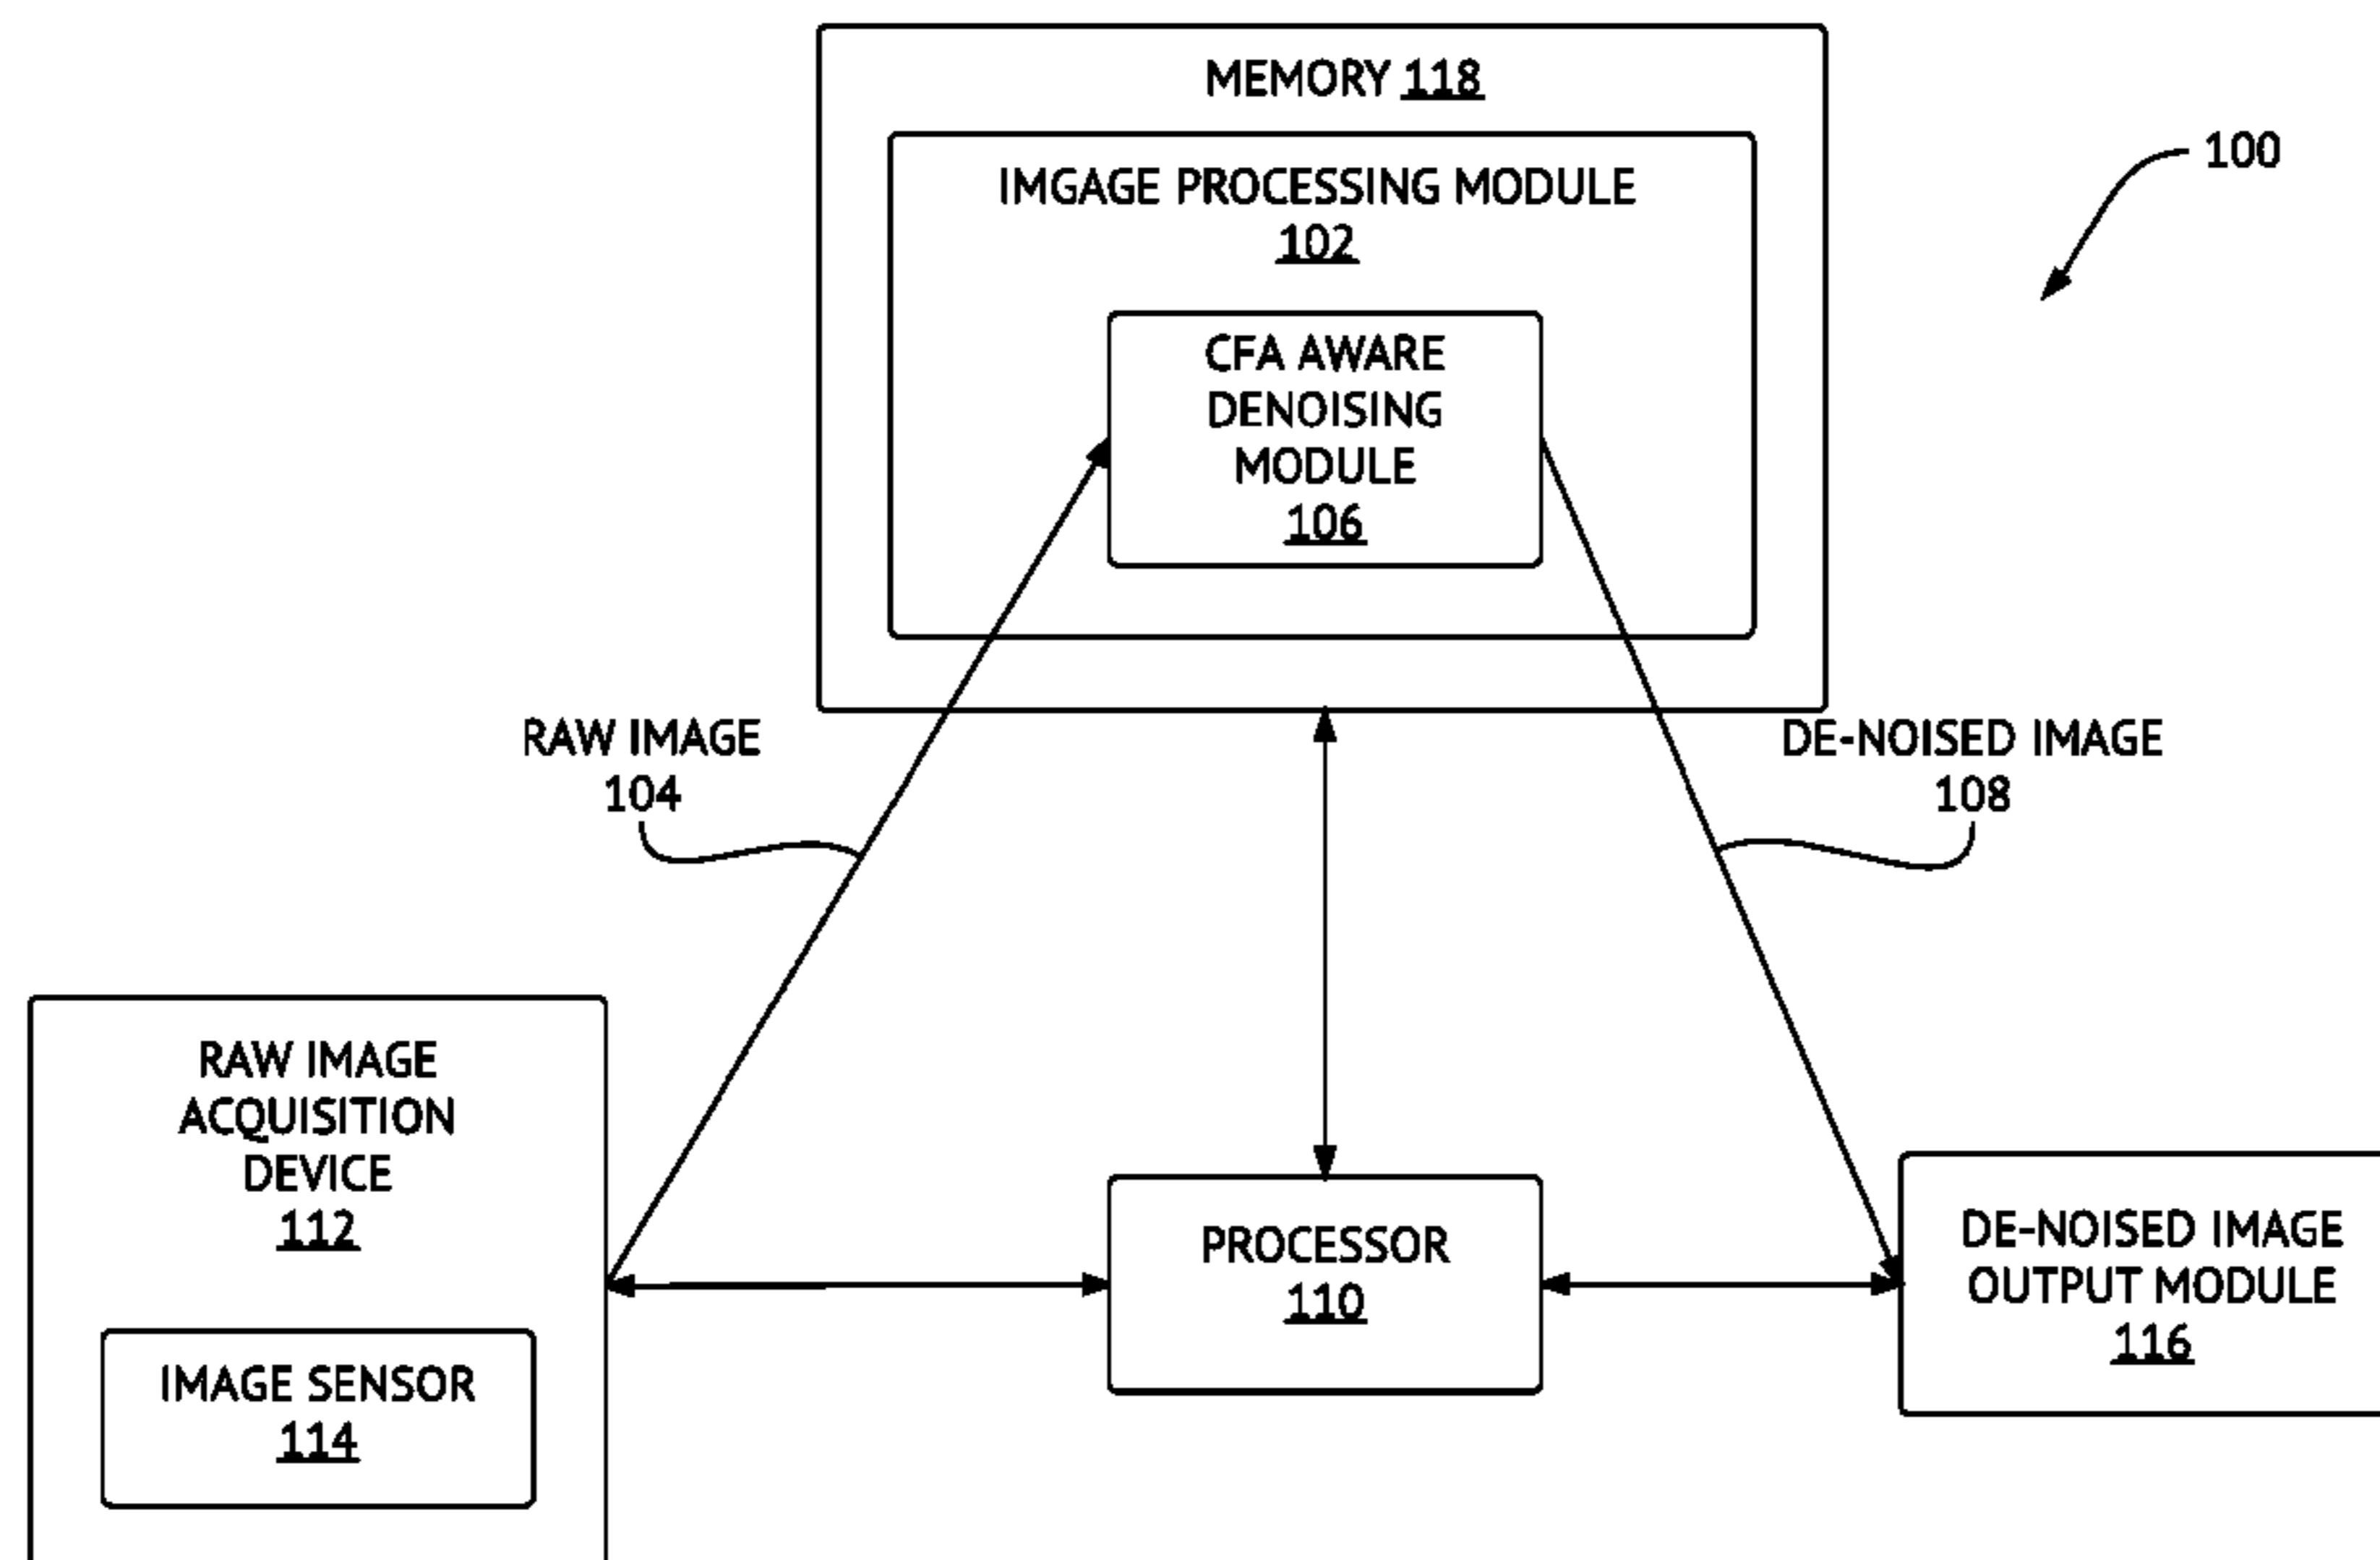 MEMORY 118
IMGAGE PROCESSING MODULE
102
100
CFA AWARE
DENOISING
MODULE
106
RAW IMAGE
104
DE-NOISED IMAGE
108
RAW IMAGE
ACQUISITION
DEVICE
112
IMAGE SENSOR
114
PROCESSOR
110
DE-NOISED IMAGE
OUTPUT MODULE
116